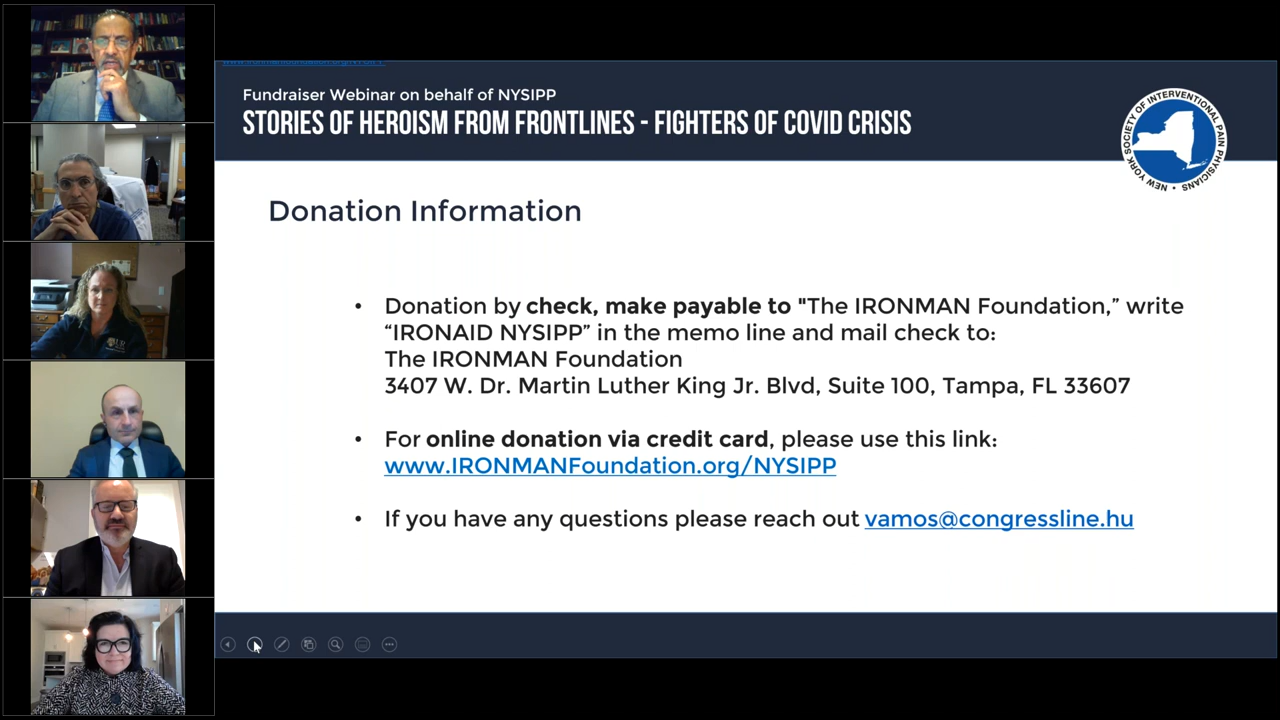 Fundraiser Webinar on behalf of NYSIPP
STORIES OF HEROISM FROM FRONTLINES - FIGHTERS OF COVID CRISIS
NEW YORK SOCIETY OF INTERVENTIONAL PAIN PHYSICIANS •
Donation Information
• Donation by check, make payable to "The IRONMAN Foundation,” write
“IRONAID NYSIPP” in the memo line and mail check to:
The IRONMAN Foundation
3407 W. Dr. Martin Luther King Jr. Blvd, Suite 100, Tampa, FL 33607
• For online donation via credit card, please use this link:
www.IRONMANFoundation.org/NYSIPP
• If you have any questions please reach out vamos@congressline.hu